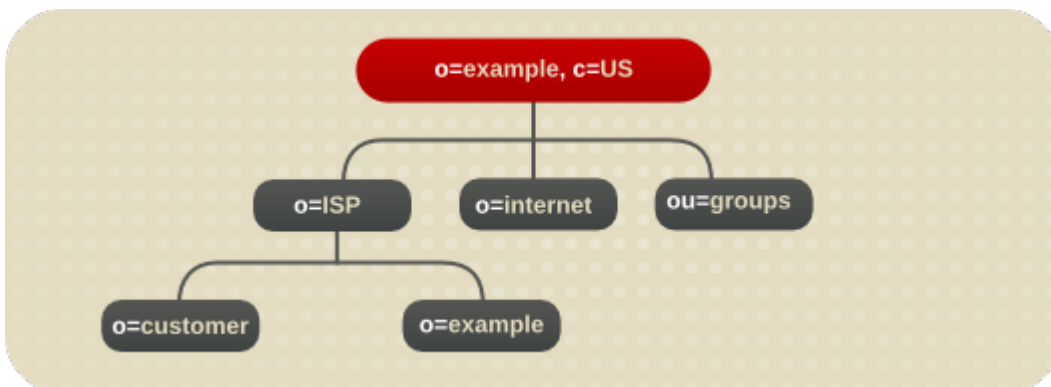 o=example, c=US
o=ISP
o=internet
ou=groups
o=customer
o=example